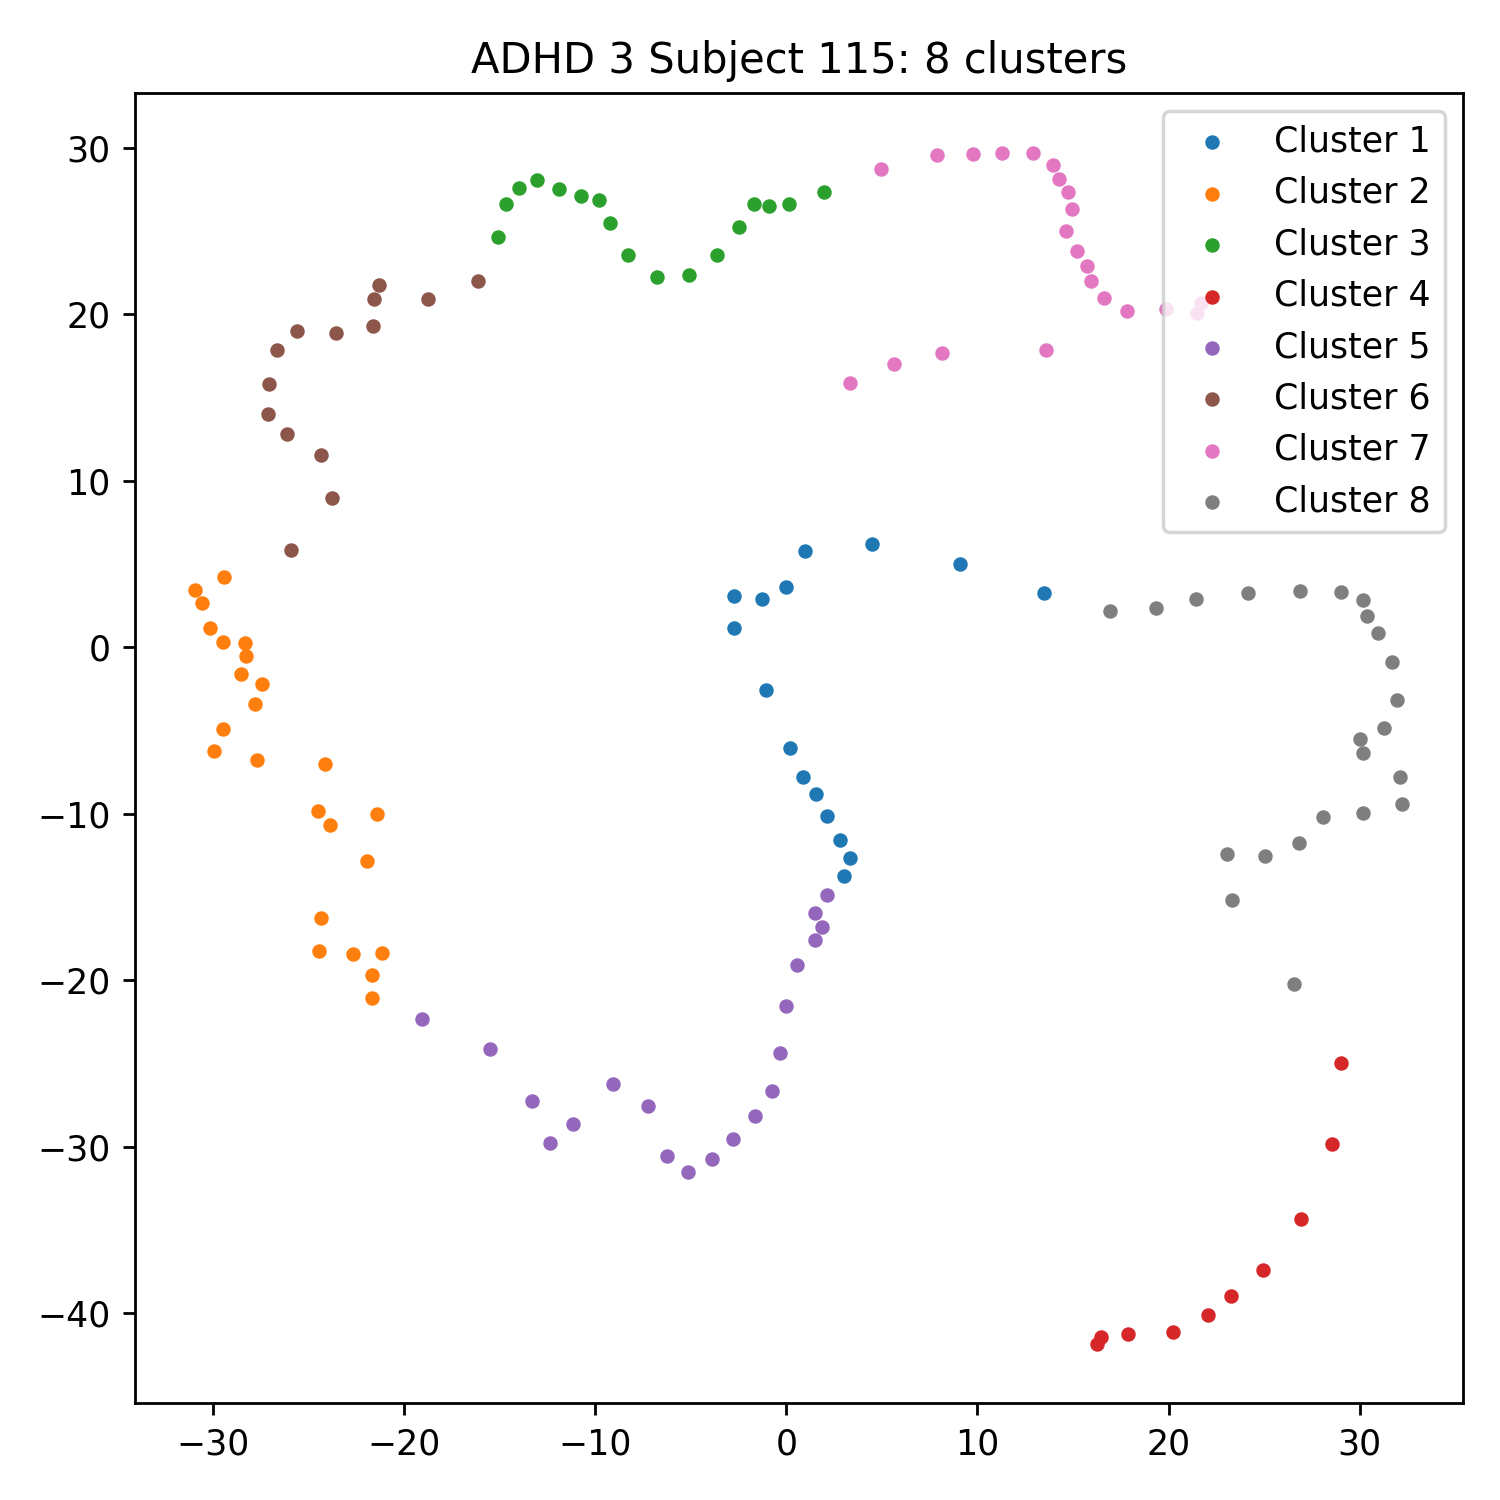 ADHD 3 Subject 115: 8 clusters
30
20
10
0
−10
−20
−30
−40
−30 −20 −10 0 10 20 30
Cluster 1
Cluster 2
Cluster 3
Cluster 4
Cluster 5
Cluster 6
Cluster 7
Cluster 8